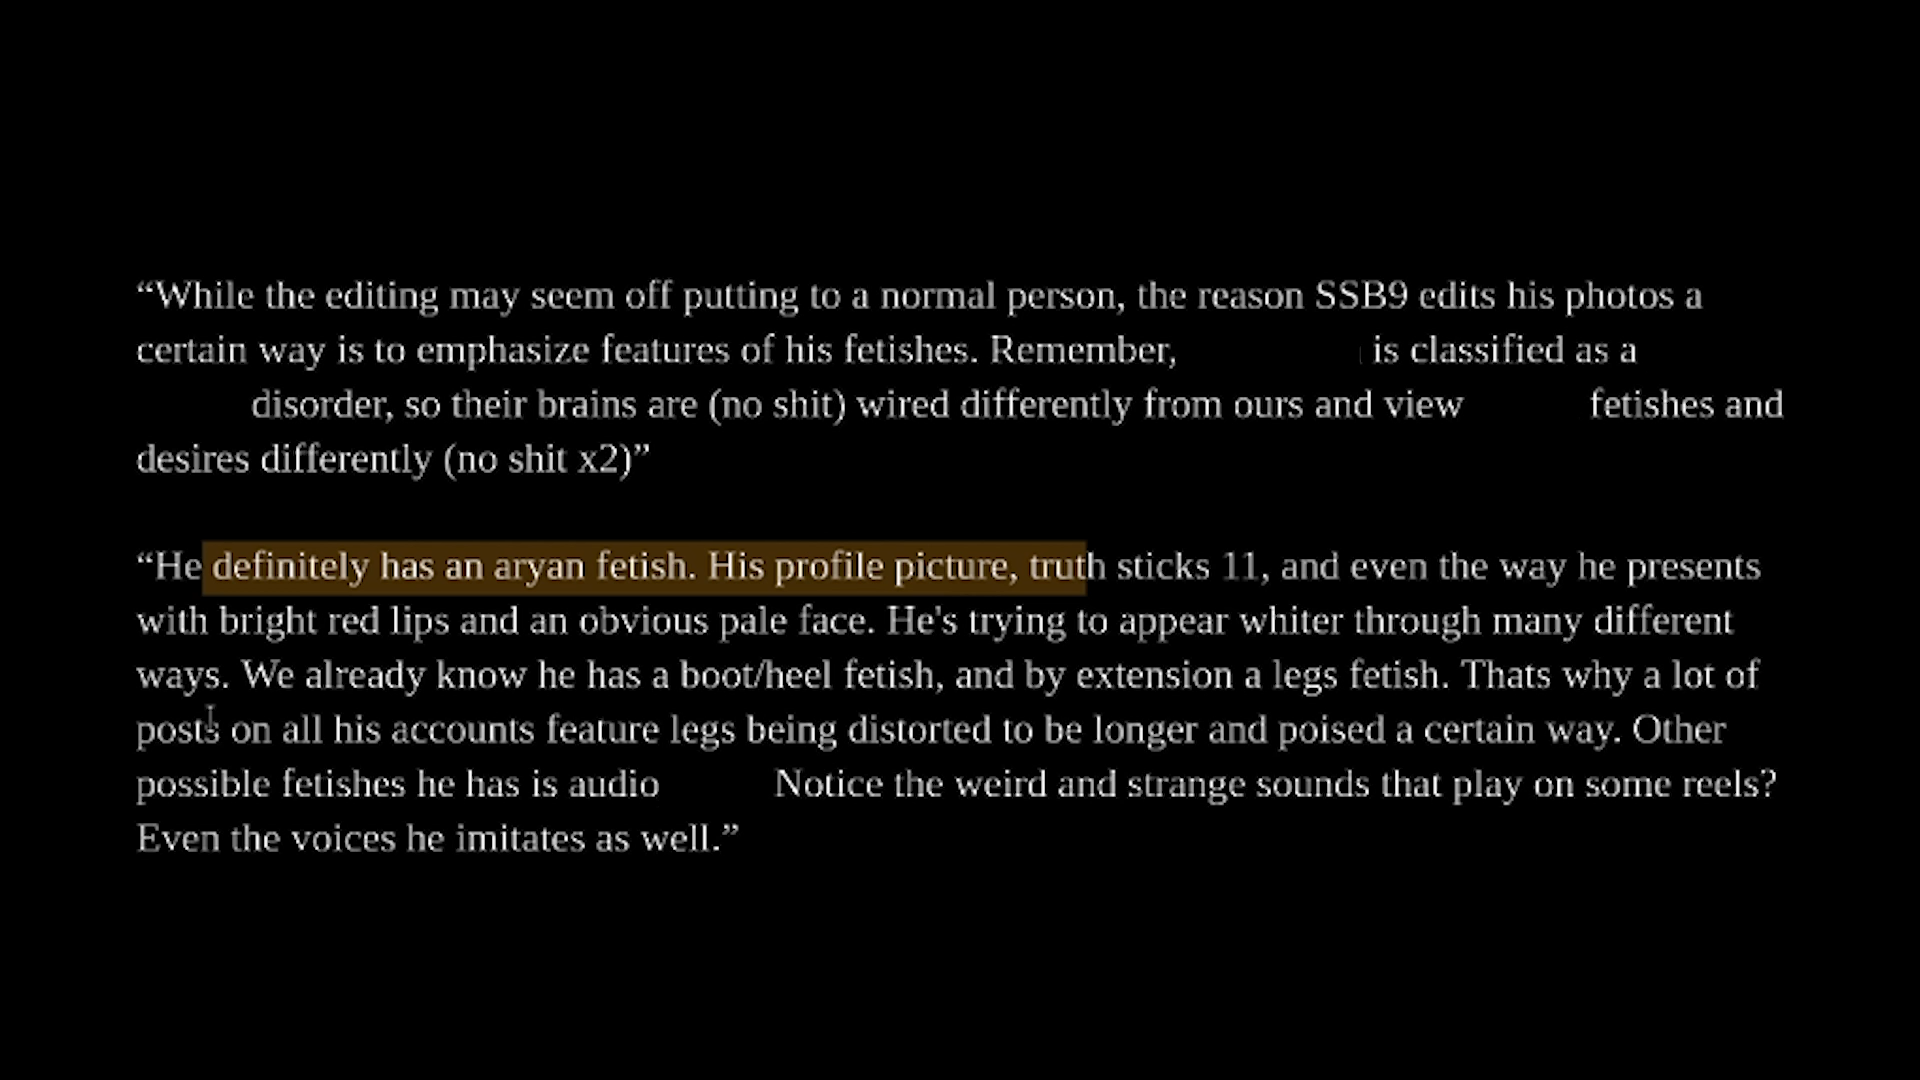 “While the editing may seem off putting to a normal person, the reason SSB9 edits his photos a
certain way is to emphasize features of his fetishes. Remember, is classified as a
disorder, so their brains are (no shit) wired differently from ours and view fetishes and
desires differently (no shit x2)”
“He definitely has an aryan fetish. His profile picture, truth sticks 11, and even the way he presents
with bright red lips and an obvious pale face. He's trying to appear whiter through many different
ways. We already know he has a boot/heel fetish, and by extension a legs fetish. Thats why a lot of
posts on all his accounts feature legs being distorted to be longer and poised a certain way. Other
possible fetishes he has is audio Notice the weird and strange sounds that play on some reels?
Even the voices he imitates as well.”